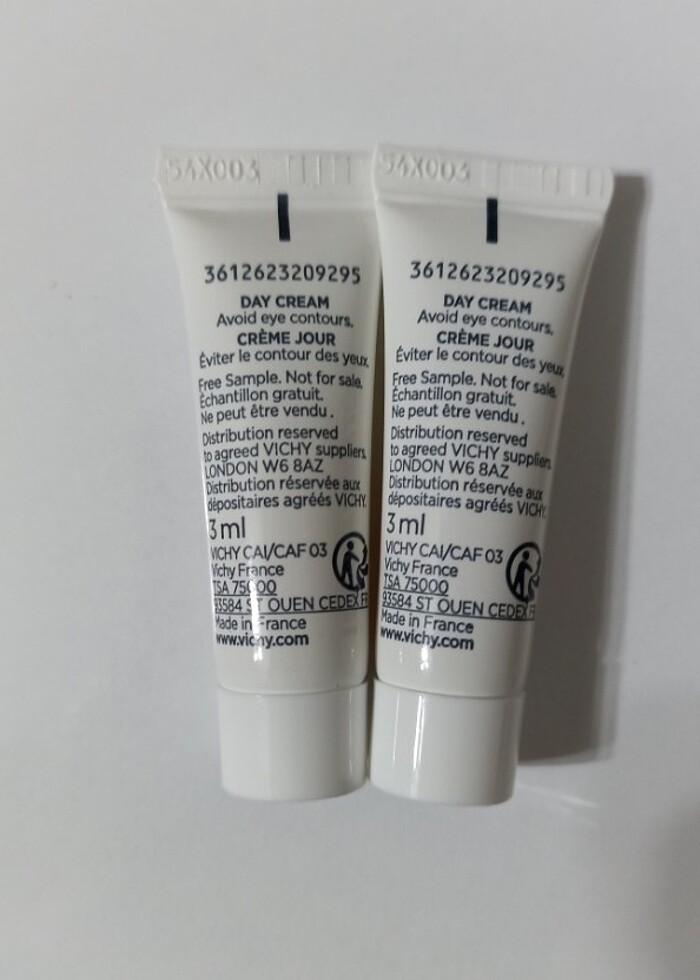 54X003
3612623209295
DAY CREAM
Avoid eye contours.
CRÈME JOUR
Éviter le contour des yeux.
Free Sample. Not for sale.
Échantillon gratuit.
Ne peut être vendu.
Distribution reserved
to agreed VICHY suppliers.
LONDON W6 8AZ
Distribution réservée aux
dépositaires agréés VICHY.
3 ml
VICHY CAI/CAF 03
Vichy France
TSA 75000
93584 ST OUEN CEDEX FR
Made in France
www.vichy.com
54X003
3612623209295
DAY CREAM
Avoid eye contours.
CRÈME JOUR
Éviter le contour des yeux.
Free Sample. Not for sale.
Échantillon gratuit.
Ne peut être vendu.
Distribution reserved
to agreed VICHY suppliers
LONDON W6 8AZ
Distribution réservée aux
dépositaires agréés VICHY.
3 ml
VICHY CAI/CAF 03
Vichy France
TSA 75000
93584 ST OUEN CEDEX
Made in France
www.vichy.com